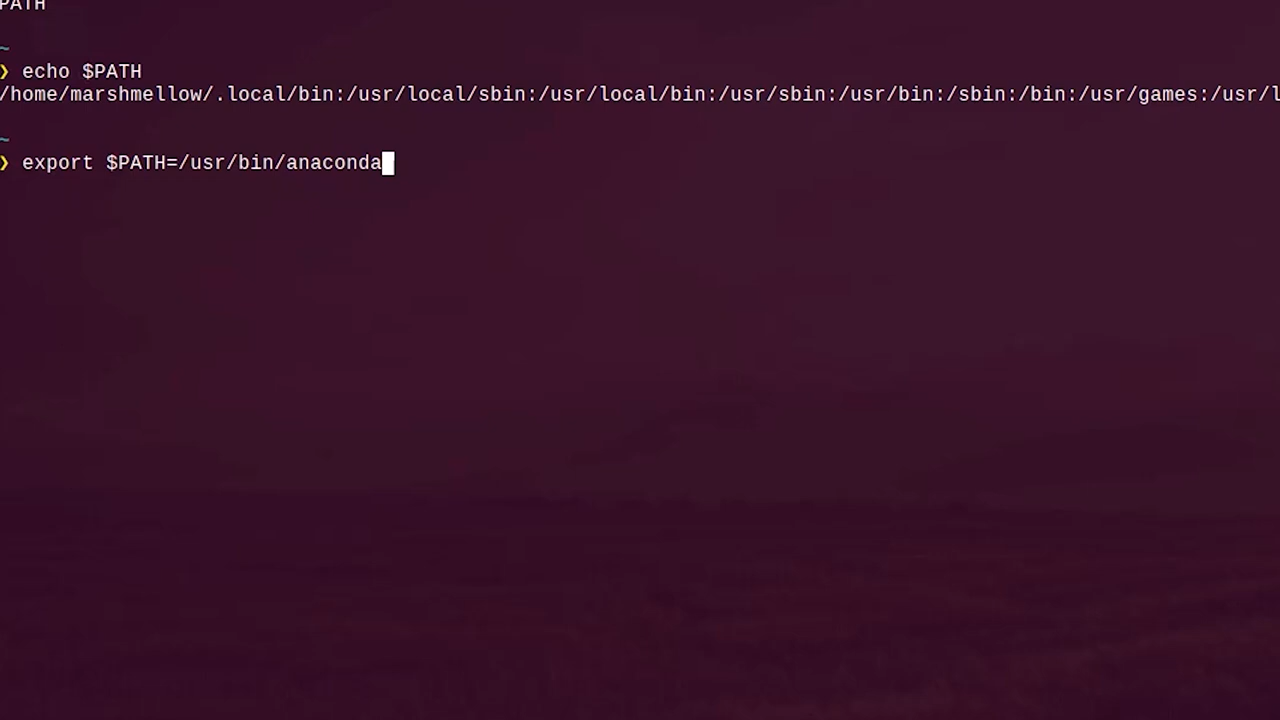 PATH
~
❯ echo $PATH
/home/marshmellow/.local/bin:/usr/local/sbin:/usr/local/bin:/usr/sbin:/usr/bin:/sbin:/bin:/usr/games:/usr/l
~
❯ export $PATH=/usr/bin/anaconda